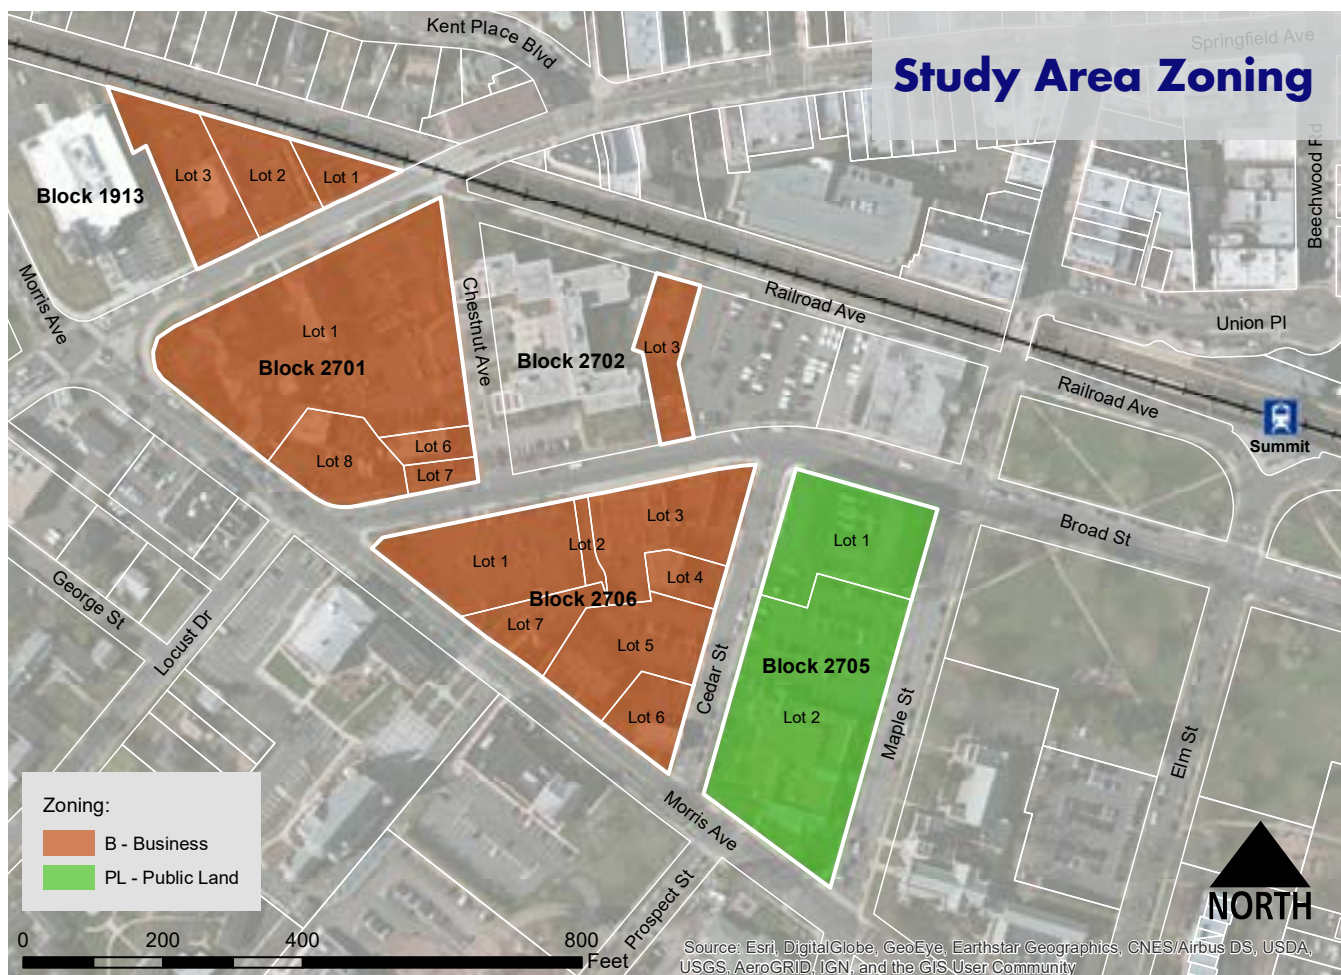 Kent Place Blvd
Springfield Ave
Study Area Zoning
Beechwood Rd
Block 1913
Lot 3
Lot 2
Lot 1
Morris Ave
Chestnut Ave
Railroad Ave
Union Pl
Lot 1
Block 2701
Block 2702
Lot 3
Railroad Ave
Summit
Lot 6
Lot 8
Lot 7
Lot 3
Lot 1
Lot 2
Lot 4
Block 2706
Lot 7
Lot 5
Lot 6
Lot 1
Broad St
Block 2705
Lot 2
George St
Locust Dr
Cedar St
Maple St
Elm St
Morris Ave
Prospect St
Zoning:
B - Business
PL - Public Land
0 200 400 800
Feet
NORTH
Source: Esri, DigitalGlobe, GeoEye, Earthstar Geographics, CNES/Airbus DS, USDA,
USGS, AeroGRID, IGN, and the GIS User Community